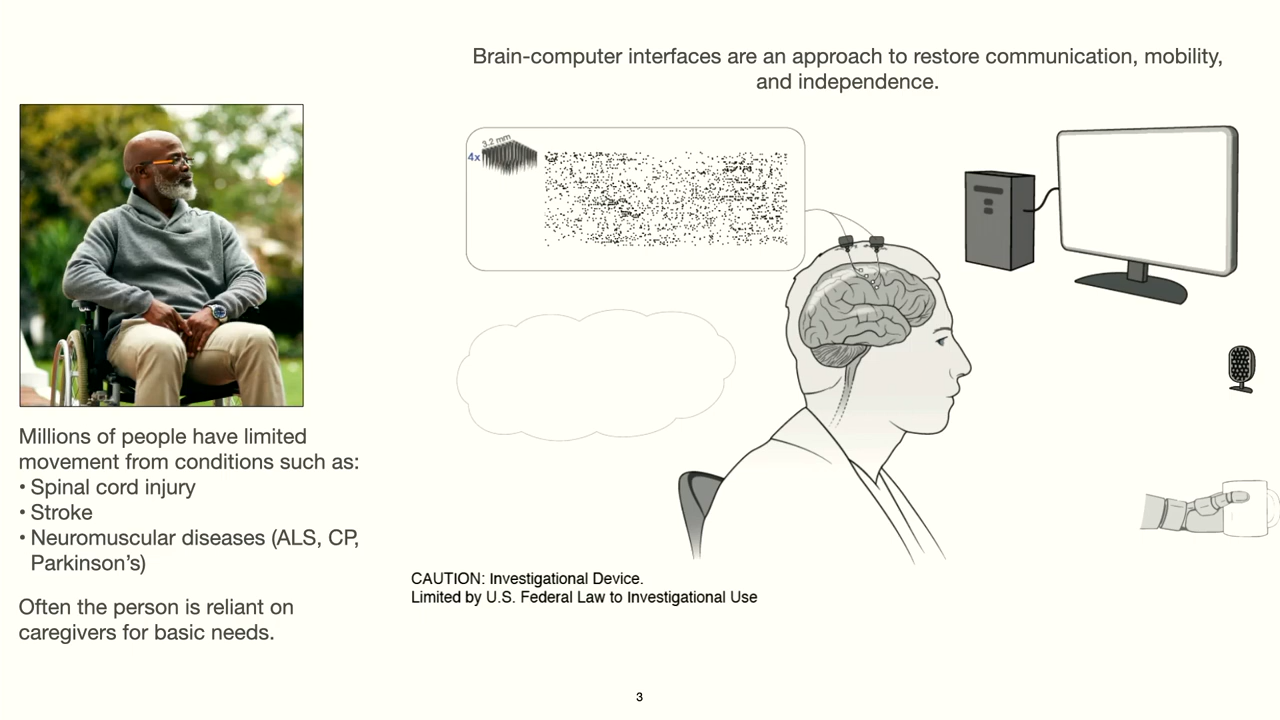 Brain-computer interfaces are an approach to restore communication, mobility,
and independence.
3.2 mm
4x
Millions of people have limited
movement from conditions such as:
• Spinal cord injury
• Stroke
• Neuromuscular diseases (ALS, CP,
Parkinson’s)
Often the person is reliant on
caregivers for basic needs.
CAUTION: Investigational Device.
Limited by U.S. Federal Law to Investigational Use
3